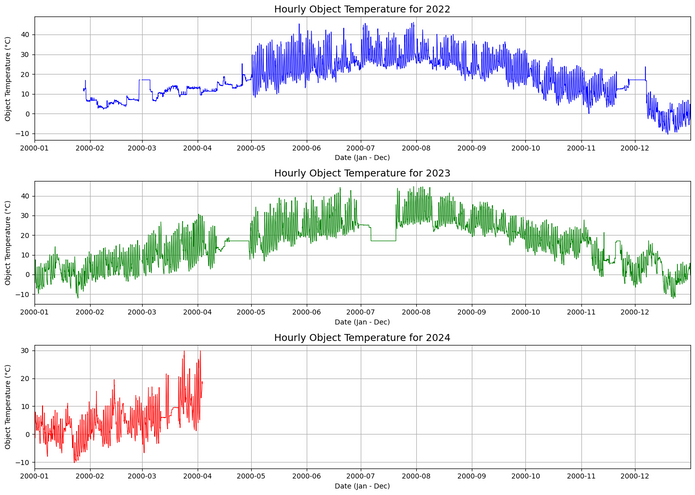 Hourly Object Temperature for 2022
Object Temperature (°C)
40
30
20
10
0
−10
2000-01 2000-02 2000-03 2000-04 2000-05 2000-06 2000-07 2000-08 2000-09 2000-10 2000-11 2000-12
Date (Jan - Dec)
Hourly Object Temperature for 2023
Object Temperature (°C)
40
30
20
10
0
−10
2000-01 2000-02 2000-03 2000-04 2000-05 2000-06 2000-07 2000-08 2000-09 2000-10 2000-11 2000-12
Date (Jan - Dec)
Hourly Object Temperature for 2024
Object Temperature (°C)
30
20
10
0
−10
2000-01 2000-02 2000-03 2000-04 2000-05 2000-06 2000-07 2000-08 2000-09 2000-10 2000-11 2000-12
Date (Jan - Dec)